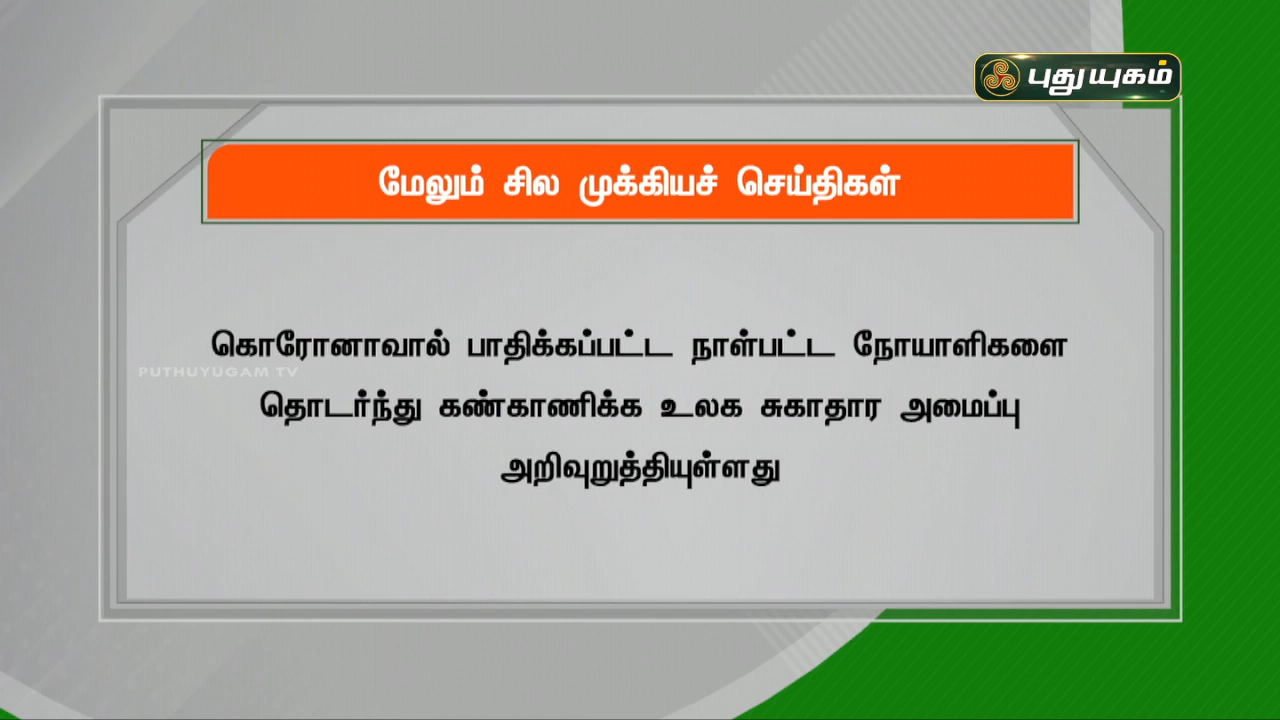 புதுயுகம்
மேலும் சில முக்கியச் செய்திகள்
கொரோனாவால் பாதிக்கப்பட்ட நாள்பட்ட நோயாளிகளை
PUTHUYUGAM TV
தொடர்ந்து கண்காணிக்க உலக சுகாதார அமைப்பு
அறிவுறுத்தியுள்ளது